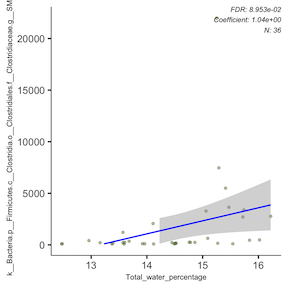 FDR: 8.953e-02
Coefficient: 1.04e+00
N: 36
k__Bacteria.p__Firmicutes.c__Clostridia.o__Clostridiales.f__Clostridiaceae.g__SM
20000
15000
10000
5000
0
13
14
15
16
Total_water_percentage